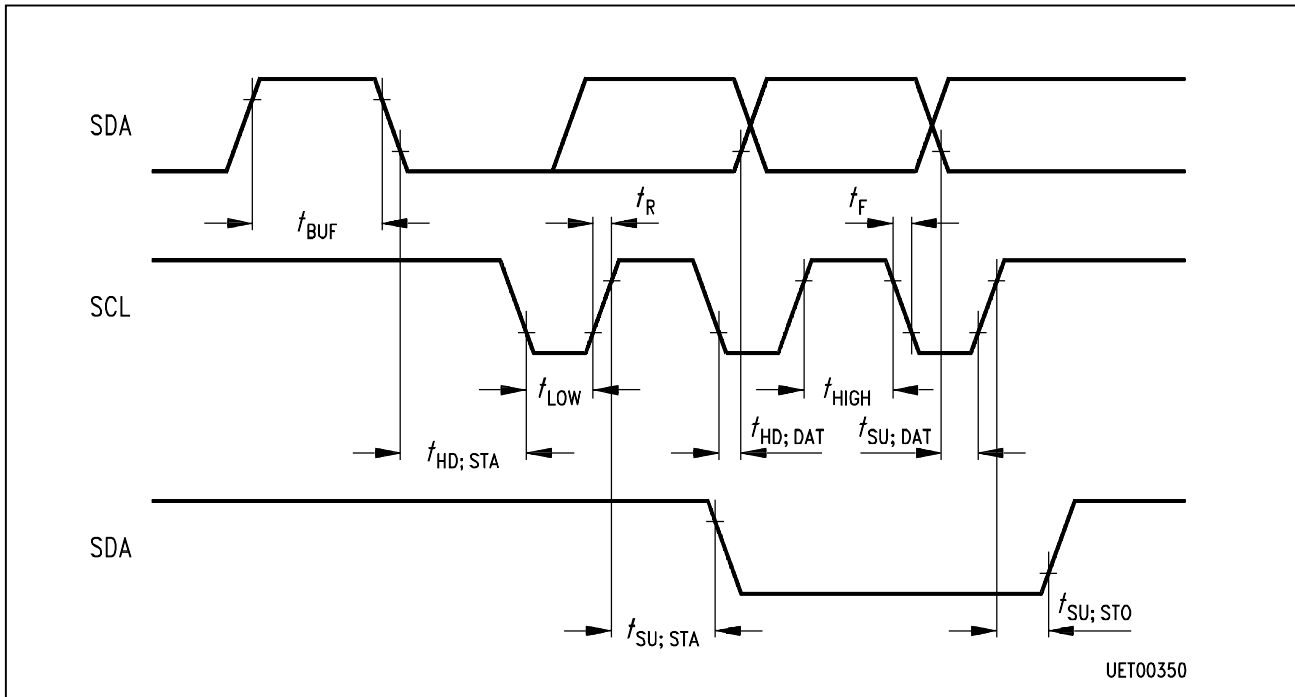 SDA
t_BUF
t_R
t_F
SCL
t_LOW
t_HIGH
t_HD; STA
t_HD; DAT
t_SU; DAT
SDA
t_SU; STA
t_SU; STO
UET00350